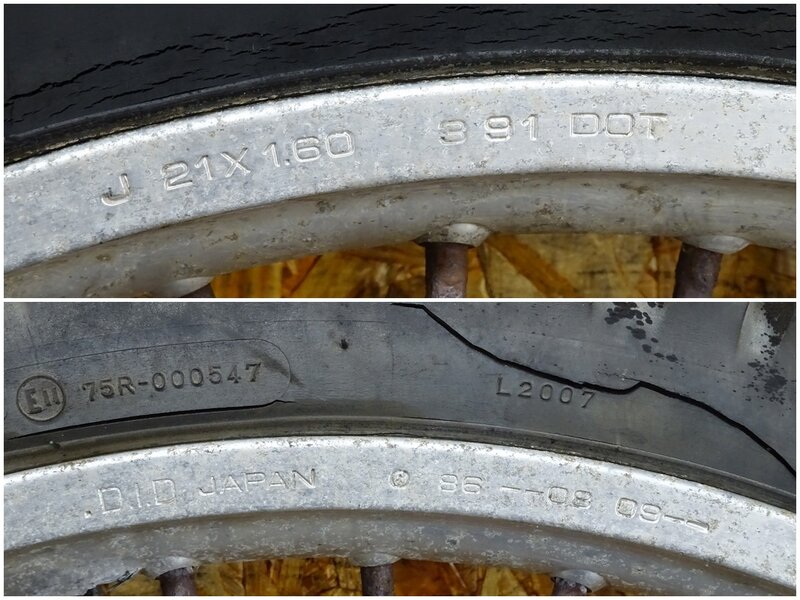 J 21X1.60 3 91 DOT
E11 75R-000547
L2007
.D.I.D JAPAN 86 --08 09--